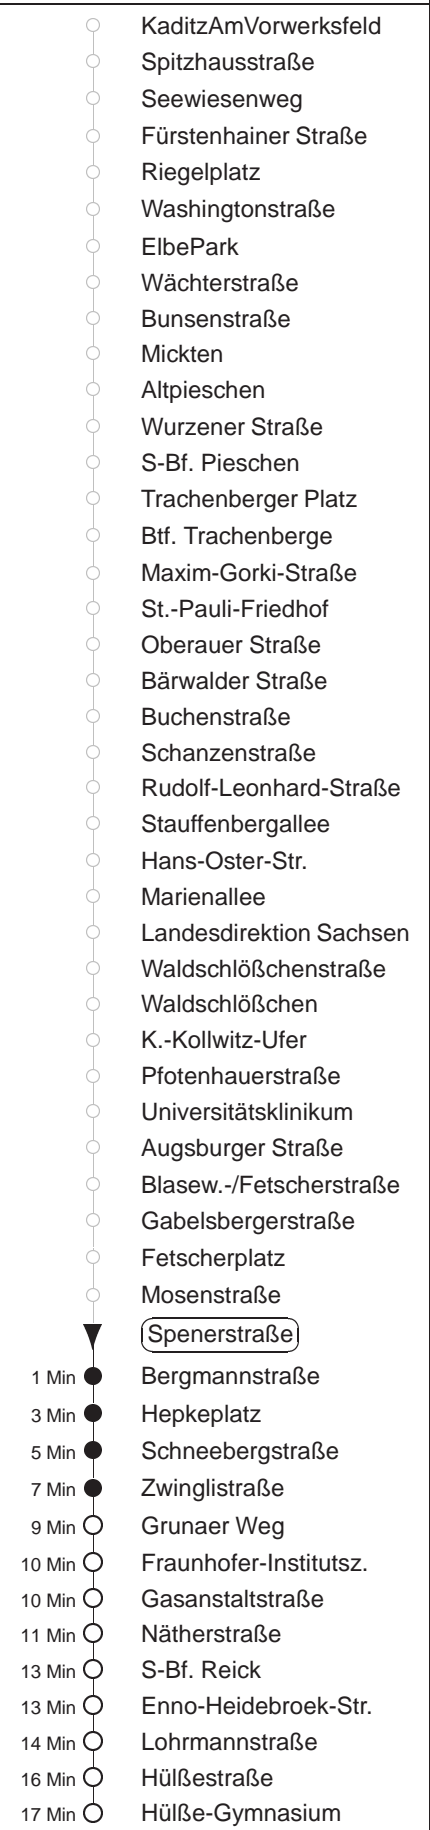 KaditzAmVorwerksfeld
Spitzhausstraße
Seewiesenweg
Fürstenhainer Straße
Riegelplatz
Washingtonstraße
ElbePark
Wächterstraße
Bunsenstraße
Mickten
Altpieschen
Wurzener Straße
S-Bf. Pieschen
Trachenberger Platz
Btf. Trachenberge
Maxim-Gorki-Straße
St.-Pauli-Friedhof
Oberauer Straße
Bärwalder Straße
Buchenstraße
Schanzenstraße
Rudolf-Leonhard-Straße
Stauffenbergallee
Hans-Oster-Str.
Marienallee
Landesdirektion Sachsen
Waldschlößchenstraße
Waldschlößchen
K.-Kollwitz-Ufer
Pfotenhauerstraße
Universitätsklinikum
Augsburger Straße
Blasew.-/Fetscherstraße
Gabelsbergerstraße
Fetscherplatz
Mosenstraße
Spenerstraße
1 Min Bergmannstraße
3 Min Hepkeplatz
5 Min Schneebergstraße
7 Min Zwinglistraße
9 Min Grunaer Weg
10 Min Fraunhofer-Institutsz.
10 Min Gasanstaltstraße
11 Min Nätherstraße
13 Min S-Bf. Reick
13 Min Enno-Heidebroek-Str.
14 Min Lohrmannstraße
16 Min Hülßestraße
17 Min Hülße-Gymnasium